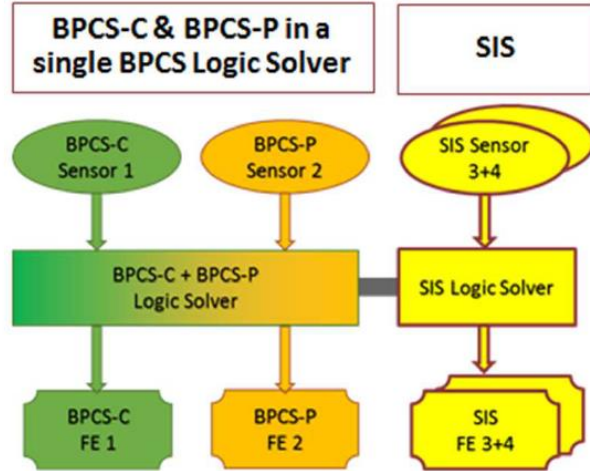 BPCS-C & BPCS-P in a
single BPCS Logic Solver
SIS
BPCS-C
Sensor 1
BPCS-P
Sensor 2
SIS Sensor
3+4
BPCS-C + BPCS-P
Logic Solver
SIS Logic Solver
BPCS-C
FE 1
BPCS-P
FE 2
SIS
FE 3+4